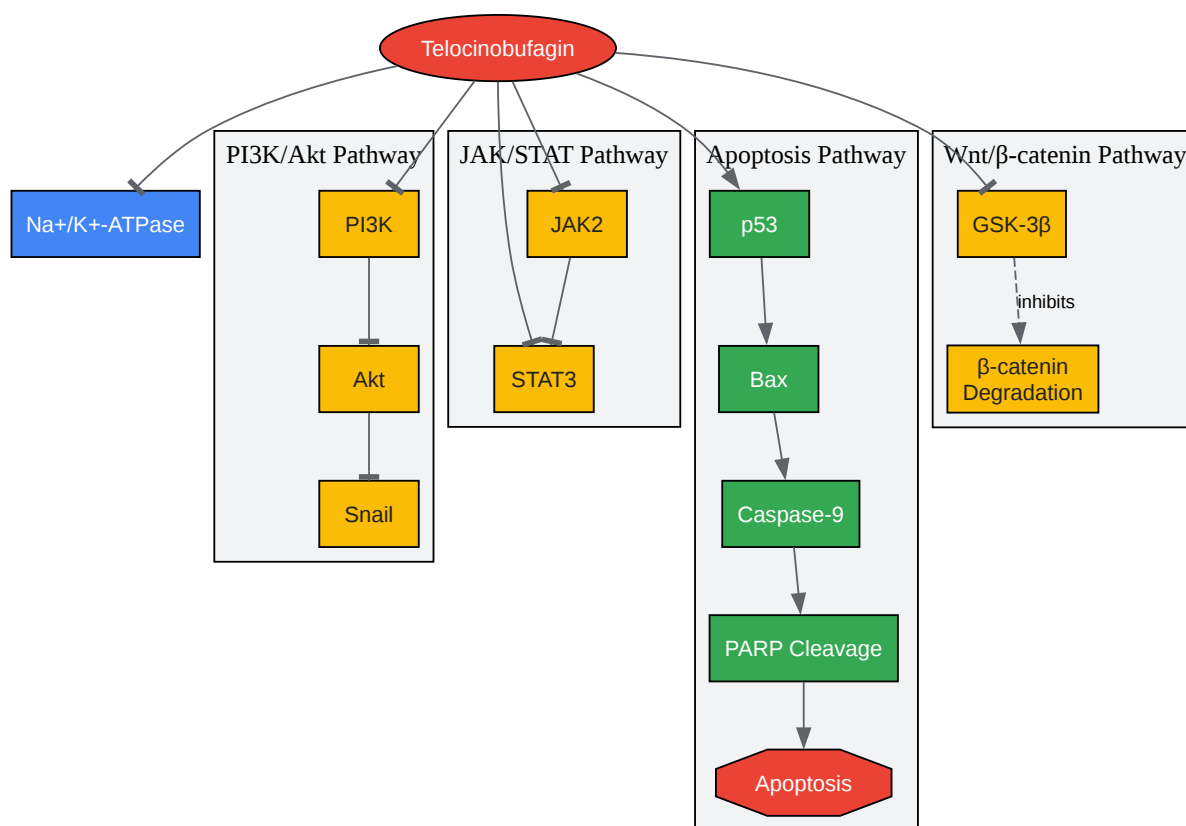 Telocinobufagin
PI3K/Akt Pathway
JAK/STAT Pathway
Apoptosis Pathway
Wnt/β-catenin Pathway
Na+/K+-ATPase
PI3K
JAK2
p53
GSK-3β
inhibits
Akt
STAT3
Bax
β-catenin
Degradation
Snail
Caspase-9
PARP Cleavage
Apoptosis